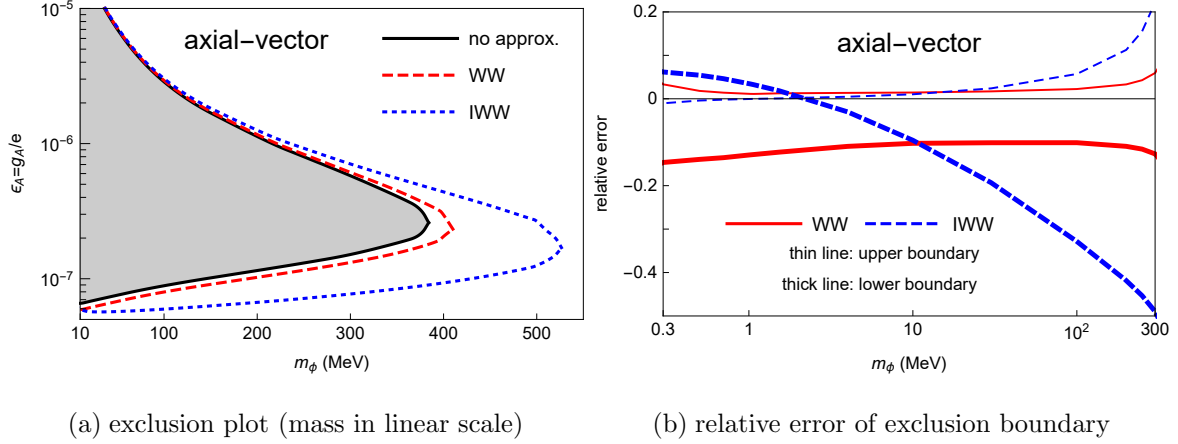 10⁻⁵
10⁻⁶
10⁻⁷
ϵ_A=g_A/e
axial−vector
no approx.
WW
IWW
10
100
200
300
400
500
m_ϕ (MeV)
(a) exclusion plot (mass in linear scale)
0.2
0
−0.2
−0.4
relative error
axial−vector
WW
IWW
thin line: upper boundary
thick line: lower boundary
0.3
1
10
10²
300
m_ϕ (MeV)
(b) relative error of exclusion boundary